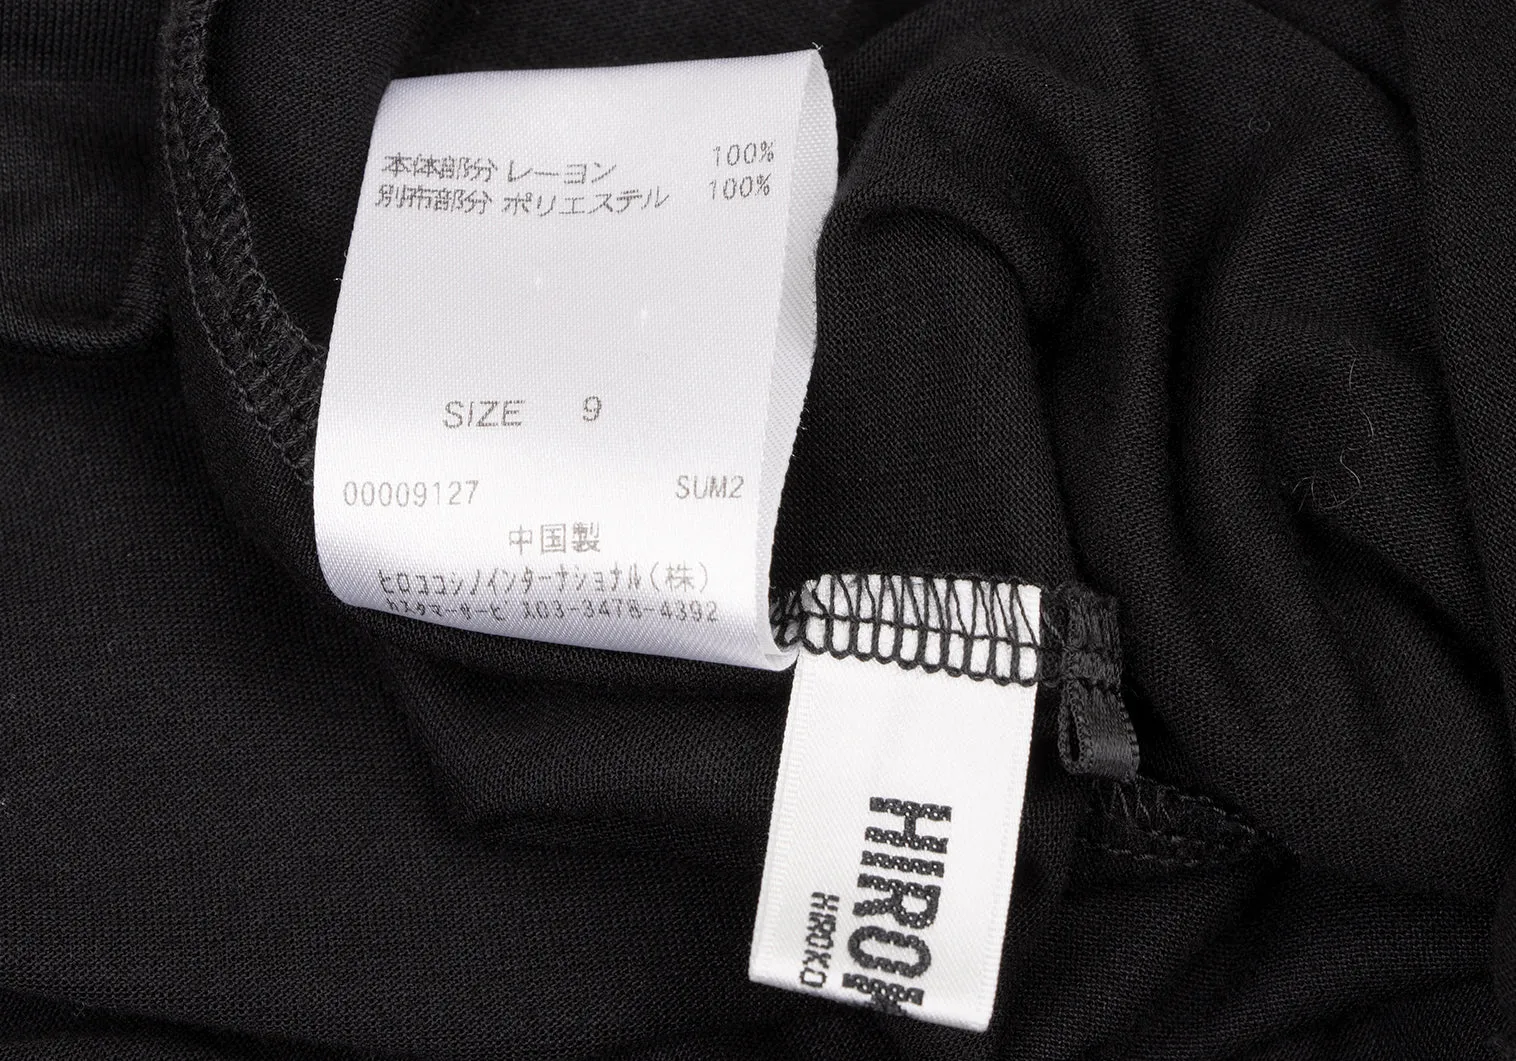 本体部分 レーヨン 100%
別布部分 ポリエステル 100%
SIZE 9
00009127 SUM2
中国製
ヒロココシノインターナショナル(株)
カスタマーサービス03-3478-4392
HIRO
HIROKO